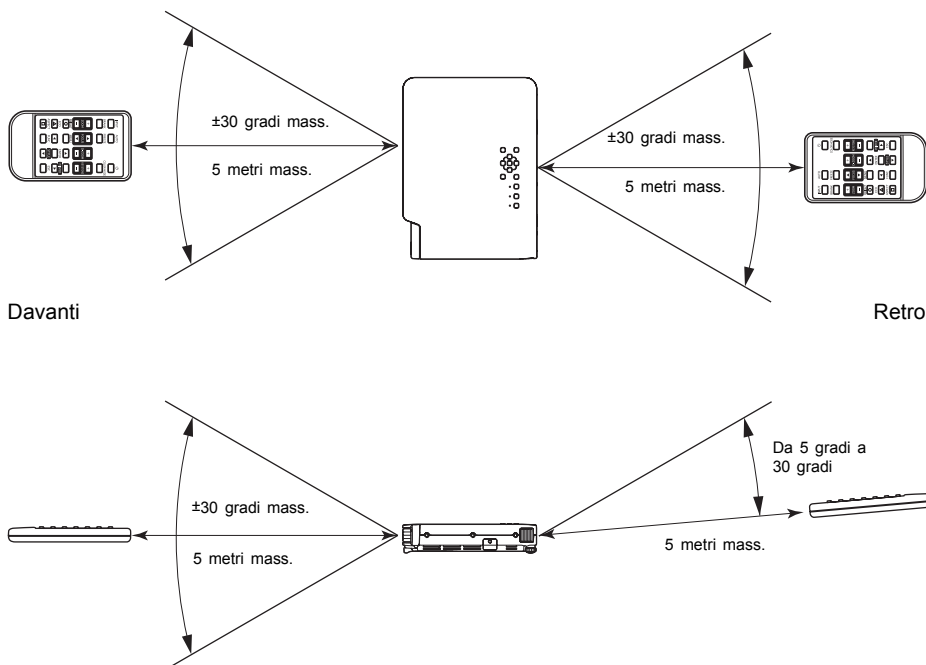 ±30 gradi mass.
5 metri mass.
±30 gradi mass.
5 metri mass.
Davanti
Retro
±30 gradi mass.
5 metri mass.
Da 5 gradi a
30 gradi
5 metri mass.